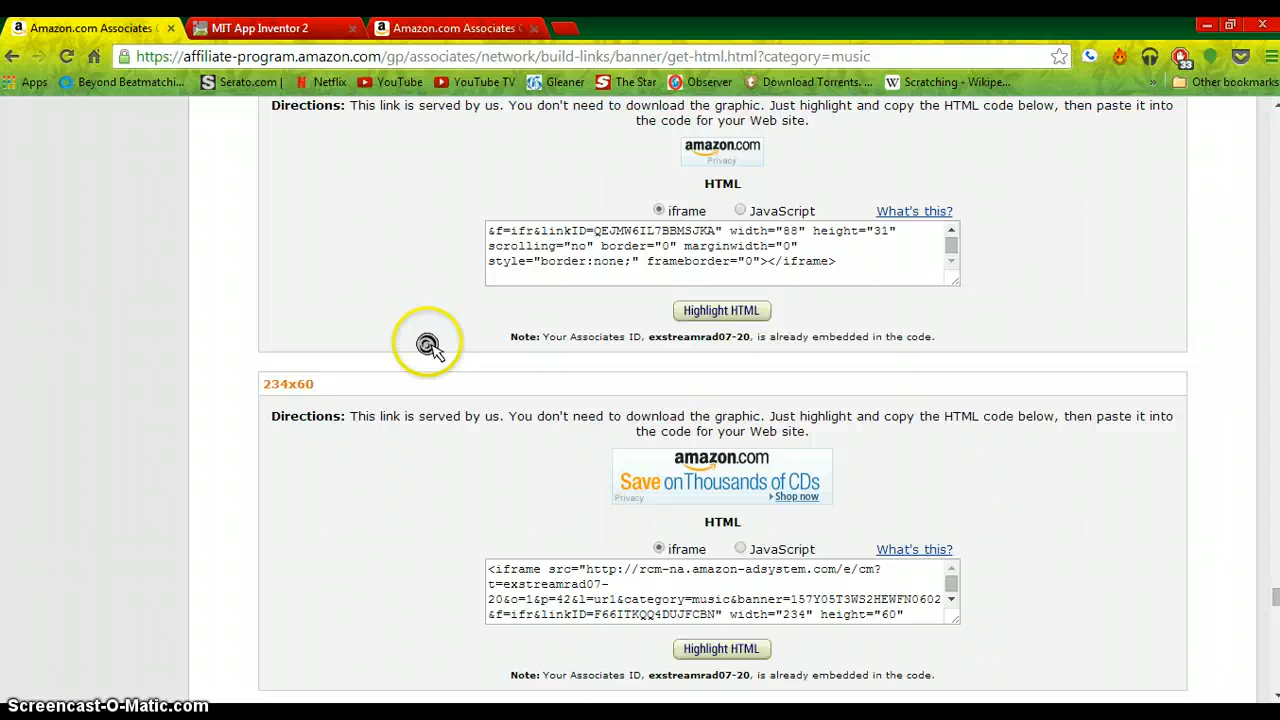 Amazon.com Associates C
MIT App Inventor 2
Amazon.com Associates C
https://affiliate-program.amazon.com/gp/associates/network/build-links/banner/get-html.html?category=music
33
Apps
Beyond Beatmatchi...
Serato.com |
Netflix
YouTube
YouTube TV
Gleaner
The Star
Observer
Download Torrents. ...
Scratching - Wikipe...
»
Other bookmarks
Directions: This link is served by us. You don't need to download the graphic. Just highlight and copy the HTML code below, then paste it into
the code for your Web site.
amazon.com
Privacy
HTML
iframe
JavaScript
What's this?
&f=ifr&linkID=QEJMW6IL7BBMSJKA" width="88" height="31"
scrolling="no" border="0" marginwidth="0"
style="border:none;" frameborder="0"></iframe>
Highlight HTML
Note: Your Associates ID, exstreamrad07-20, is already embedded in the code.
234x60
Directions: This link is served by us. You don't need to download the graphic. Just highlight and copy the HTML code below, then paste it into
the code for your Web site.
amazon.com
Save on Thousands of CDs
Privacy
Shop now
HTML
iframe
JavaScript
What's this?
<iframe src="http://rcm-na.amazon-adsystem.com/e/cm?
t=exstreamrad07-
20&o=1&p=42&l=ur1&category=music&banner=157Y05T3WS2HEWFN0602
&f=ifr&linkID=F66ITKQQ4DUJFCBN" width="234" height="60"
Highlight HTML
Note: Your Associates ID, exstreamrad07-20, is already embedded in the code.
Screencast-O-Matic.com